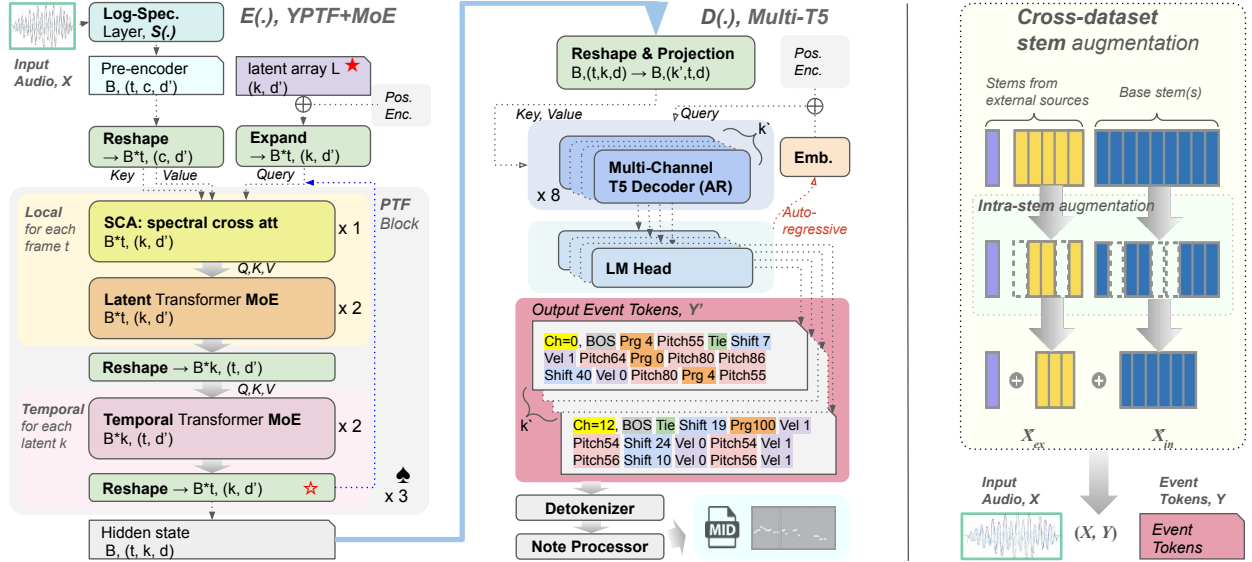 Log-Spec.
Layer, S(.)
E(.), YPTF+MoE
Input
Audio, X
Pre-encoder
B, (t, c, d’)
latent array L
(k, d’)
Pos.
Enc.
Reshape
→ B*t, (c, d’)
Expand
→ B*t, (k, d’)
Key
Value
Query
PTF
Block
Local
for each
frame t
SCA: spectral cross att
B*t, (k, d’)
x 1
Q,K,V
Latent Transformer MoE
B*t, (k, d’)
x 2
Reshape → B*k, (t, d’)
Q,K,V
Temporal
for each
latent k
Temporal Transformer MoE
B*k, (t, d’)
x 2
Reshape → B*t, (k, d’)
x 3
Hidden state
B, (t, k, d)
D(.), Multi-T5
Reshape & Projection
B,(t,k,d) → B,(k’,t,d)
Pos.
Enc.
Key, Value
Query
k`
Multi-Channel
T5 Decoder (AR)
x 8
Emb.
Auto-
regressive
LM Head
Output Event Tokens, Y’
Ch=0, BOS Prg 4 Pitch55 Tie Shift 7
Vel 1 Pitch64 Prg 0 Pitch80 Pitch86
Shift 40 Vel 0 Pitch80 Prg 4 Pitch55
k`
Ch=12, BOS Tie Shift 19 Prg100 Vel 1
Pitch54 Shift 24 Vel 0 Pitch54 Vel 1
Pitch56 Shift 10 Vel 0 Pitch56 Vel 1
Detokenizer
Note Processor
MID
Cross-dataset
stem augmentation
Stems from
external sources
Base stem(s)
Intra-stem augmentation
X_ex
X_in
Input
Audio, X
Event
Tokens, Y
(X, Y)
Event
Tokens